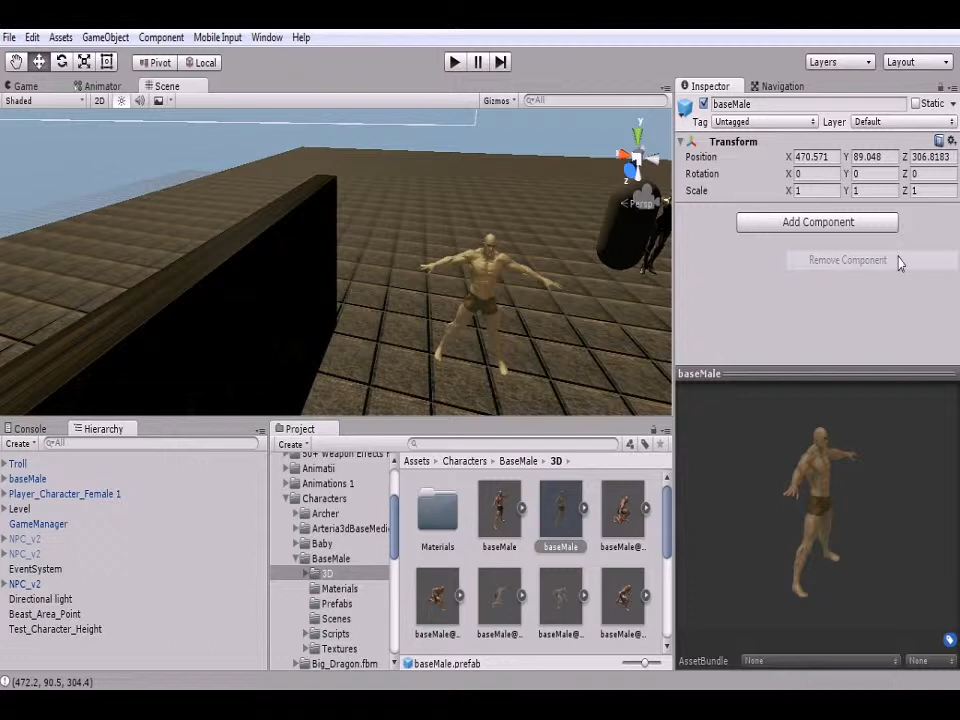 File Edit Assets GameObject Component Mobile Input Window Help
Pivot Local Layers Layout
Game Animator Scene Inspector Navigation
Shaded 2D Gizmos All
baseMale Static
Tag Untagged Layer Default
Transform
Position X 470.571 Y 89.048 Z 306.8183
Rotation X 0 Y 0 Z 0
Scale X 1 Y 1 Z 1
Add Component
Remove Component
y
z
Persp
baseMale
Console Hierarchy
Create All
Troll
baseMale
Player_Character_Female 1
Level
GameManager
NPC_v2
NPC_v2
EventSystem
NPC_v2
Directional light
Beast_Area_Point
Test_Character_Height
Project
Create
50+ Weapon Effects
Animatii
Animations 1
Characters
Archer
Arteria3dBaseMedi
Baby
BaseMale
3D
Materials
Prefabs
Scenes
Scripts
Textures
Big_Dragon.fbm
Assets Characters BaseMale 3D
Materials baseMale baseMale baseMale@...
baseMale@... baseMale@... baseMale@... baseMale@...
baseMale.prefab
AssetBundle None None
(472.2, 90.5, 304.4)